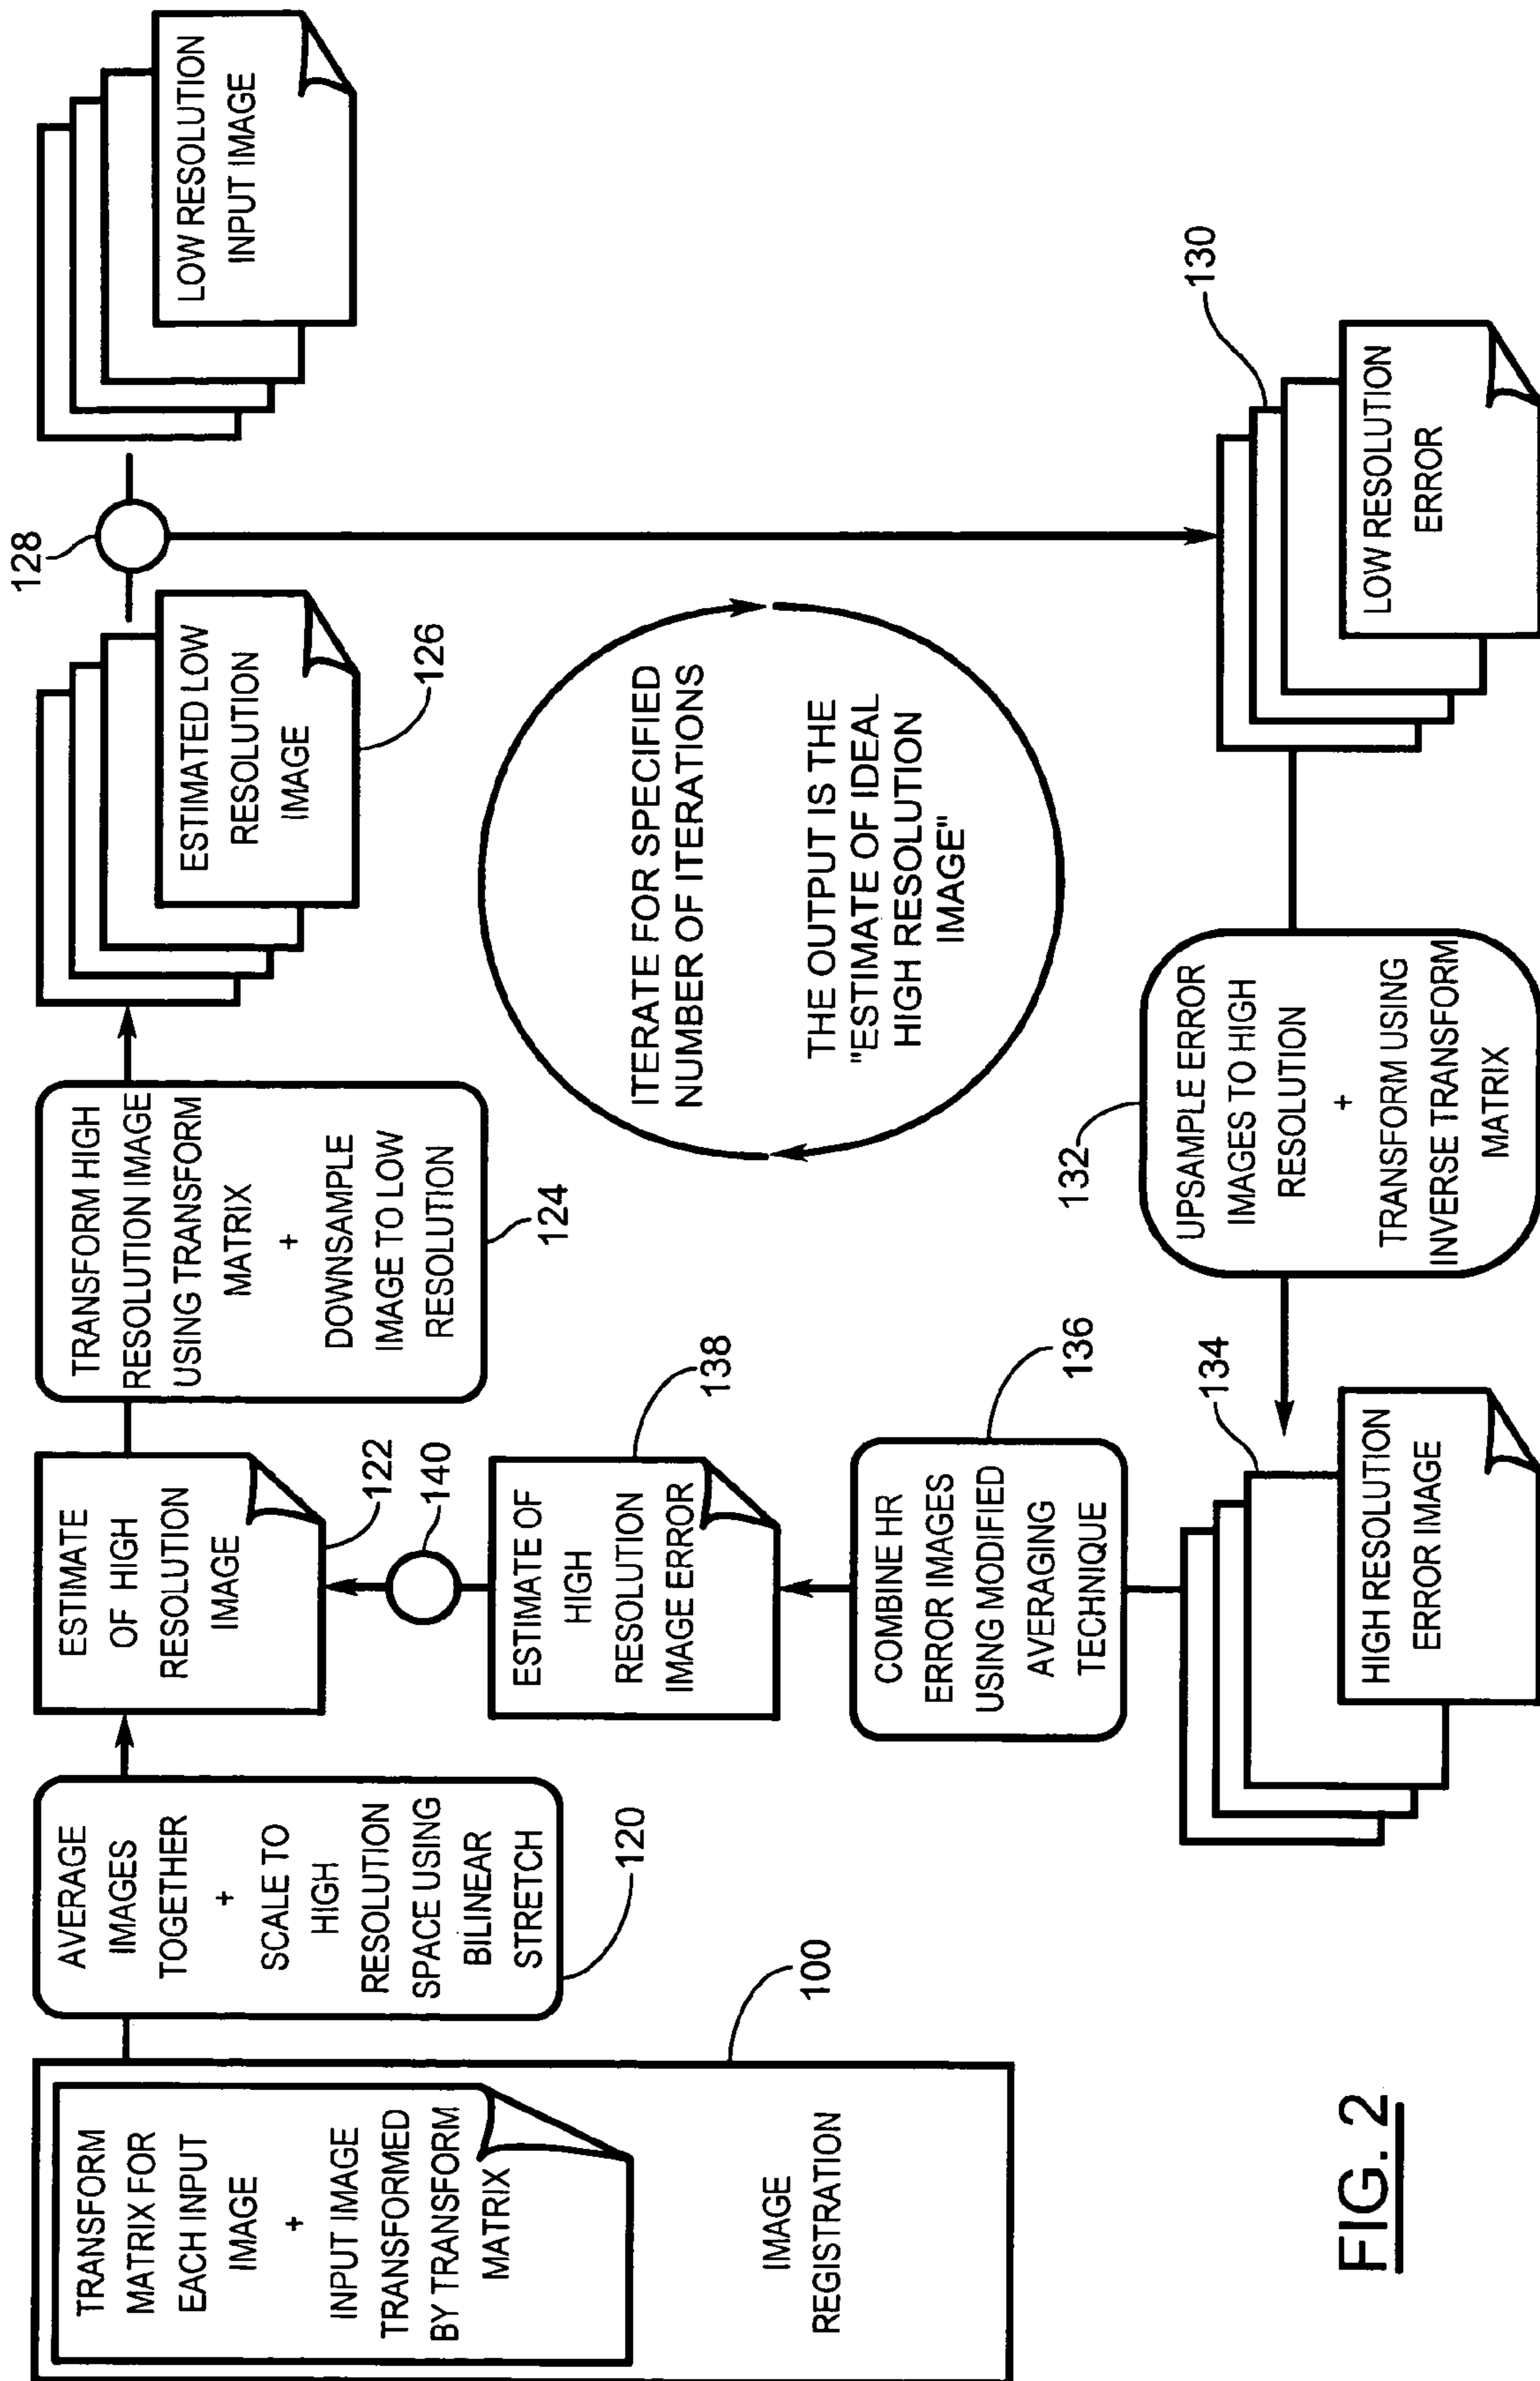 TRANSFORM
MATRIX FOR
EACH INPUT
IMAGE
+
INPUT IMAGE
TRANSFORMED
BY TRANSFORM
MATRIX
IMAGE
REGISTRATION
100
AVERAGE
IMAGES
TOGETHER
+
SCALE TO
HIGH
RESOLUTION
SPACE USING
BILINEAR
STRETCH
120
ESTIMATE
OF HIGH
RESOLUTION
IMAGE
122
140
TRANSFORM HIGH
RESOLUTION IMAGE
USING TRANSFORM
MATRIX
+
DOWNSAMPLE
IMAGE TO LOW
RESOLUTION
124
ESTIMATED LOW
RESOLUTION
IMAGE
126
128
LOW RESOLUTION
INPUT IMAGE
ITERATE FOR SPECIFIED
NUMBER OF ITERATIONS
THE OUTPUT IS THE
"ESTIMATE OF IDEAL
HIGH RESOLUTION
IMAGE"
ESTIMATE OF
HIGH
RESOLUTION
IMAGE ERROR
138
COMBINE HR
ERROR IMAGES
USING MODIFIED
AVERAGING
TECHNIQUE
136
134
HIGH RESOLUTION
ERROR IMAGE
132
UPSAMPLE ERROR
IMAGES TO HIGH
RESOLUTION
+
TRANSFORM USING
INVERSE TRANSFORM
MATRIX
130
LOW RESOLUTION
ERROR
FIG. 2